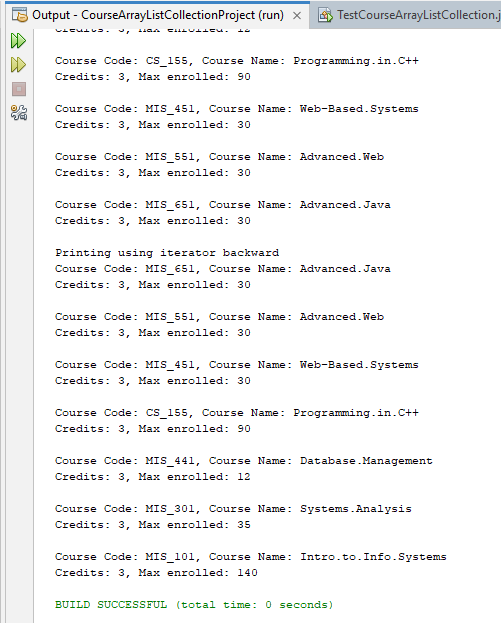 Output - CourseArrayListCollectionProject (run) × TestCourseArrayListCollection.j
Credits: 3, Max enrolled: 12
Course Code: CS_155, Course Name: Programming.in.C++
Credits: 3, Max enrolled: 90
Course Code: MIS_451, Course Name: Web-Based.Systems
Credits: 3, Max enrolled: 30
Course Code: MIS_551, Course Name: Advanced.Web
Credits: 3, Max enrolled: 30
Course Code: MIS_651, Course Name: Advanced.Java
Credits: 3, Max enrolled: 30
Printing using iterator backward
Course Code: MIS_651, Course Name: Advanced.Java
Credits: 3, Max enrolled: 30
Course Code: MIS_551, Course Name: Advanced.Web
Credits: 3, Max enrolled: 30
Course Code: MIS_451, Course Name: Web-Based.Systems
Credits: 3, Max enrolled: 30
Course Code: CS_155, Course Name: Programming.in.C++
Credits: 3, Max enrolled: 90
Course Code: MIS_441, Course Name: Database.Management
Credits: 3, Max enrolled: 12
Course Code: MIS_301, Course Name: Systems.Analysis
Credits: 3, Max enrolled: 35
Course Code: MIS_101, Course Name: Intro.to.Info.Systems
Credits: 3, Max enrolled: 140
BUILD SUCCESSFUL (total time: 0 seconds)